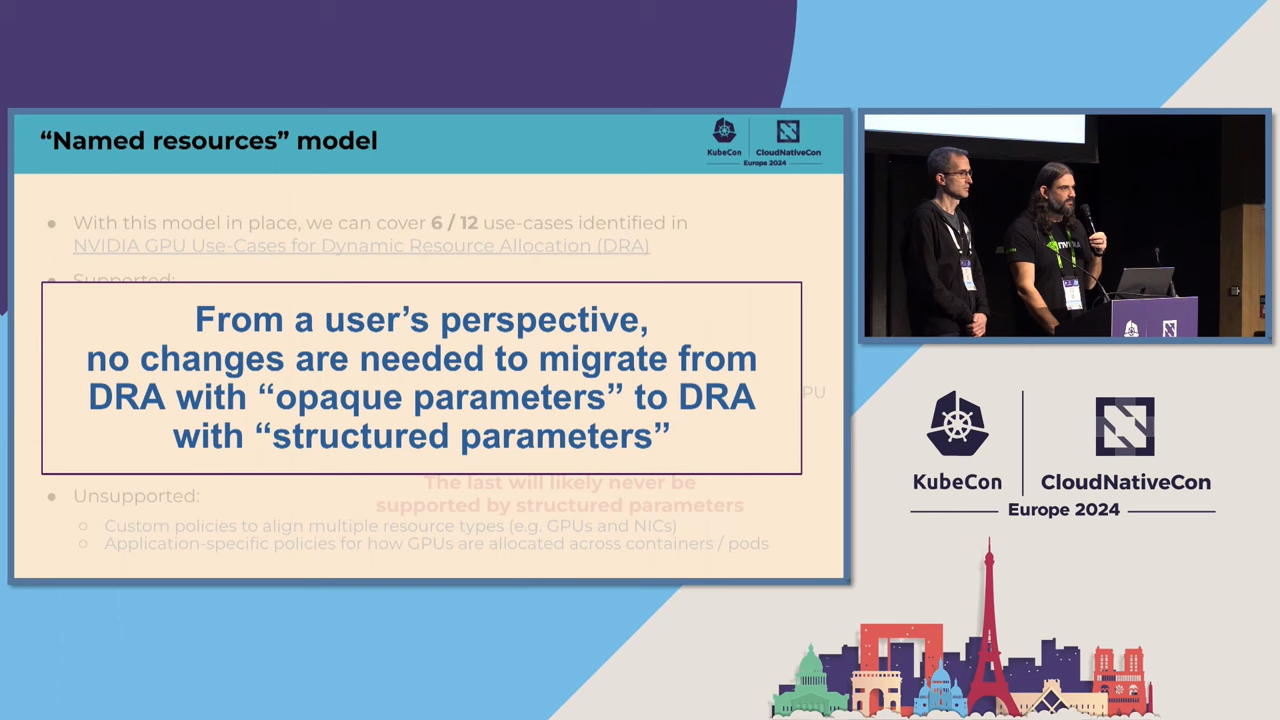 “Named resources” model
KubeCon
CloudNativeCon
Europe 2024
With this model in place, we can cover 6 / 12 use-cases identified in
NVIDIA GPU Use-Cases for Dynamic Resource Allocation (DRA)
Supported:
From a user’s perspective,
no changes are needed to migrate from
DRA with “opaque parameters” to DRA
with “structured parameters”
PU
The last will likely never be
supported by structured parameters
Unsupported:
Custom policies to align multiple resource types (e.g. GPUs and NICs)
Application-specific policies for how GPUs are allocated across containers / pods
KubeCon
CloudNativeCon
Europe 2024